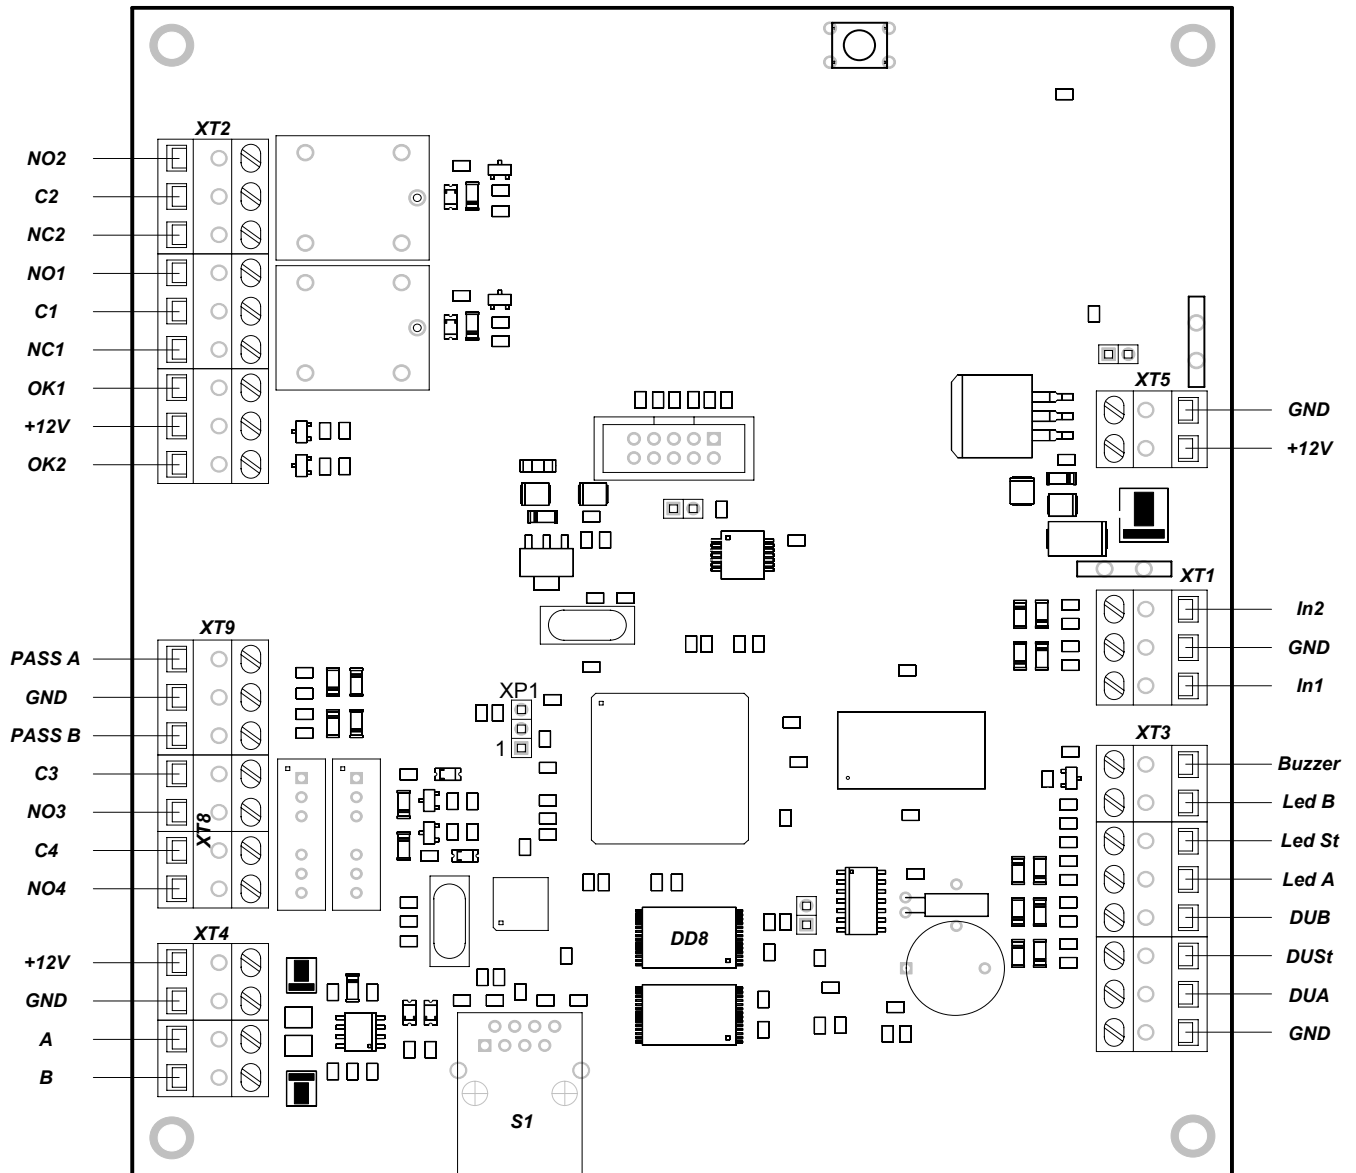 XT2
NO2
C2
NC2
NO1
C1
NC1
OK1
+12V
OK2
XT9
PASS A
GND
PASS B
C3
NO3
XT8
C4
NO4
XT4
+12V
GND
A
B
XP1
1
DD8
S1
XT5
GND
+12V
XT1
In2
GND
In1
XT3
Buzzer
Led B
Led St
Led A
DUB
DUSt
DUA
GND